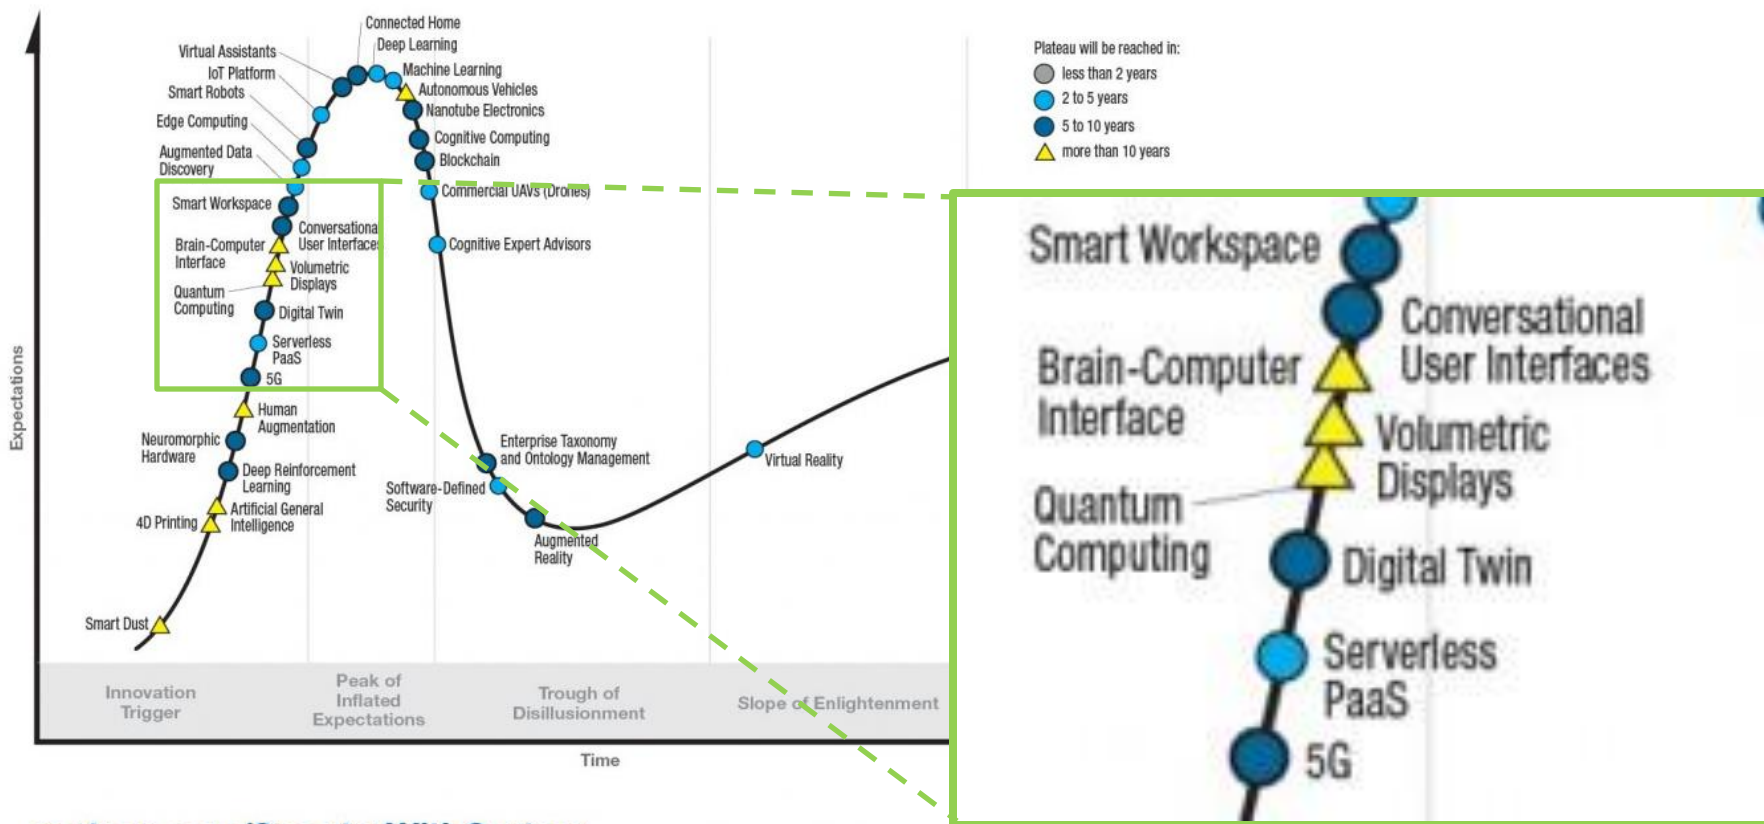 Connected Home
Deep Learning
Virtual Assistants
Machine Learning
IoT Platform
Autonomous Vehicles
Smart Robots
Nanotube Electronics
Edge Computing
Cognitive Computing
Augmented Data
Discovery
Blockchain
Commercial UAVs (Drones)
Smart Workspace
Conversational
User Interfaces
Brain-Computer
Interface
Cognitive Expert Advisors
Volumetric
Displays
Quantum
Computing
Digital Twin
Serverless
PaaS
5G
Human
Augmentation
Neuromorphic
Hardware
Deep Reinforcement
Learning
Artificial General
Intelligence
4D Printing
Smart Dust
Enterprise Taxonomy
and Ontology Management
Software-Defined
Security
Augmented
Reality
Virtual Reality
Expectations
Innovation
Trigger
Peak of
Inflated
Expectations
Trough of
Disillusionment
Slope of Enlightenment
Time
Plateau will be reached in:
less than 2 years
2 to 5 years
5 to 10 years
more than 10 years
Smart Workspace
Conversational
User Interfaces
Brain-Computer
Interface
Volumetric
Displays
Quantum
Computing
Digital Twin
Serverless
PaaS
5G